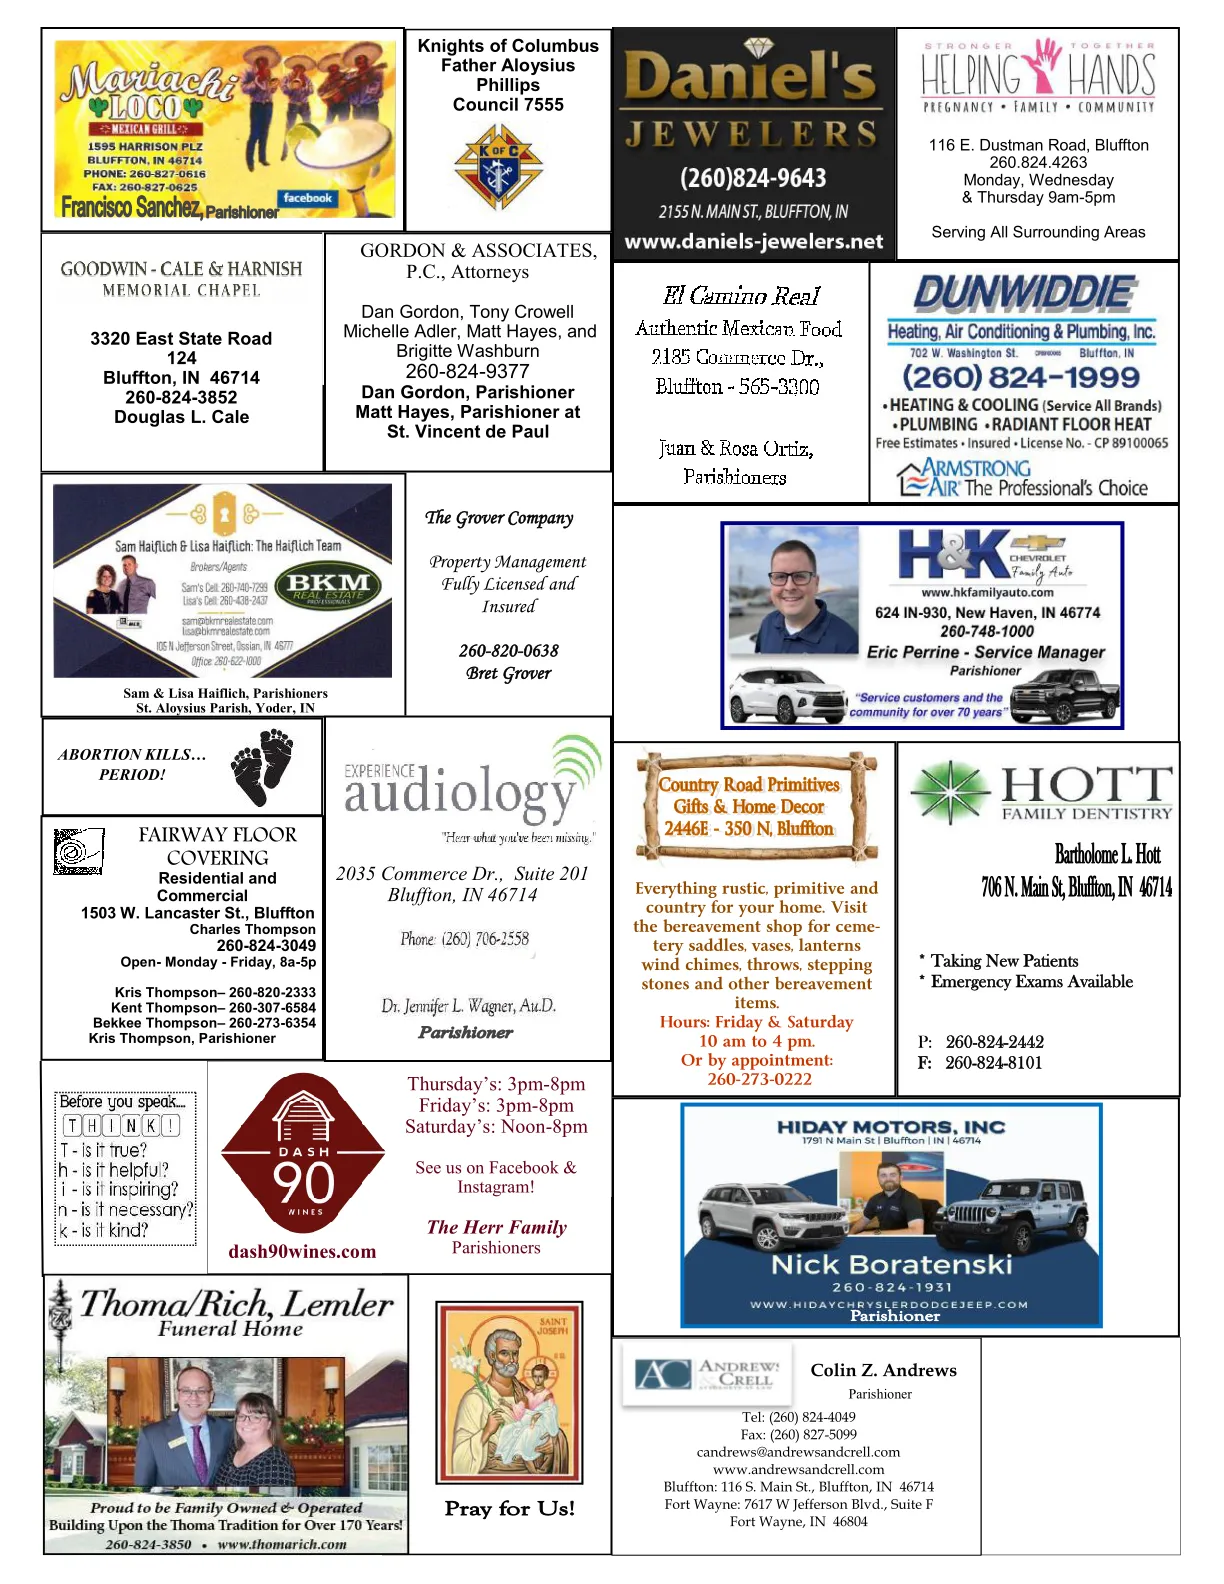 Mariachi
LOCO
MEXICAN GRILL
1595 HARRISON PLZ
BLUFFTON, IN 46714
PHONE: 260-827-0616
FAX: 260-827-0625
Francisco Sanchez, Parishioner
facebook
Knights of Columbus
Father Aloysius
Phillips
Council 7555
K OF C
Daniel's
JEWELERS
(260)824-9643
2155 N. MAIN ST., BLUFFTON, IN
www.daniels-jewelers.net
STRONGER TOGETHER
HELPING HANDS
PREGNANCY • FAMILY • COMMUNITY
116 E. Dustman Road, Bluffton
260.824.4263
Monday, Wednesday
& Thursday 9am-5pm
Serving All Surrounding Areas
GOODWIN - CALE & HARNISH
MEMORIAL CHAPEL
3320 East State Road
124
Bluffton, IN 46714
260-824-3852
Douglas L. Cale
GORDON & ASSOCIATES,
P.C., Attorneys
Dan Gordon, Tony Crowell
Michelle Adler, Matt Hayes, and
Brigitte Washburn
260-824-9377
Dan Gordon, Parishioner
Matt Hayes, Parishioner at
St. Vincent de Paul
El Camino Real
Authentic Mexican Food
2185 Commerce Dr.,
Bluffton - 565-3300
Juan & Rosa Ortiz,
Parishioners
DUNWIDDIE
Heating, Air Conditioning & Plumbing, Inc.
702 W. Washington St. Bluffton, IN
(260) 824-1999
• HEATING & COOLING (Service All Brands)
• PLUMBING • RADIANT FLOOR HEAT
Free Estimates • Insured • License No. - CP 89100065
ARMSTRONG
AIR The Professional's Choice
Sam Haiflich & Lisa Haiflich: The Haiflich Team
Brokers/Agents
Sam's Cell: 260-740-7299
Lisa's Cell: 260-438-2437
BKM
REAL ESTATE
PROFESSIONALS
sam@bkmrealestate.com
lisa@bkmrealestate.com
105 N Jefferson Street, Ossian, IN 46777
Office 260-622-1000
Sam & Lisa Haiflich, Parishioners
St. Aloysius Parish, Yoder, IN
The Grover Company
Property Management
Fully Licensed and
Insured
260-820-0638
Bret Grover
H&K
CHEVROLET
Family Auto
www.hkfamilyauto.com
624 IN-930, New Haven, IN 46774
260-748-1000
Eric Perrine - Service Manager
Parishioner
"Service customers and the
community for over 70 years"
ABORTION KILLS…
PERIOD!
FAIRWAY FLOOR
COVERING
Residential and
Commercial
1503 W. Lancaster St., Bluffton
Charles Thompson
260-824-3049
Open- Monday - Friday, 8a-5p
Kris Thompson– 260-820-2333
Kent Thompson– 260-307-6584
Bekkee Thompson– 260-273-6354
Kris Thompson, Parishioner
EXPERIENCE
audiology
"Hear what you've been missing."
2035 Commerce Dr., Suite 201
Bluffton, IN 46714
Phone: (260) 706-2558
Dr. Jennifer L. Wagner, Au.D.
Parishioner
Country Road Primitives
Gifts & Home Decor
2446E - 350 N, Bluffton
Everything rustic, primitive and
country for your home. Visit
the bereavement shop for ceme-
tery saddles, vases, lanterns
wind chimes, throws, stepping
stones and other bereavement
items.
Hours: Friday & Saturday
10 am to 4 pm.
Or by appointment:
260-273-0222
HOTT
FAMILY DENTISTRY
Bartholome L. Hott
706 N. Main St, Bluffton, IN 46714
* Taking New Patients
* Emergency Exams Available
P: 260-824-2442
F: 260-824-8101
Before you speak....
THINK!
T - is it true?
h - is it helpful?
i - is it inspiring?
n - is it necessary?
k - is it kind?
DASH
90
WINES
dash90wines.com
Thursday's: 3pm-8pm
Friday's: 3pm-8pm
Saturday's: Noon-8pm
See us on Facebook &
Instagram!
The Herr Family
Parishioners
HIDAY MOTORS, INC
1791 N Main St | Bluffton | IN | 46714
Nick Boratenski
260-824-1931
WWW.HIDAYCHRYSLERDODGEJEEP.COM
Parishioner
Thoma/Rich, Lemler
Funeral Home
Proud to be Family Owned & Operated
Building Upon the Thoma Tradition for Over 170 Years!
260-824-3850 • www.thomarich.com
SAINT
JOSEPH
Pray for Us!
AC
ANDREWS
CRELL
Colin Z. Andrews
Parishioner
Tel: (260) 824-4049
Fax: (260) 827-5099
candrews@andrewsandcrell.com
www.andrewsandcrell.com
Bluffton: 116 S. Main St., Bluffton, IN 46714
Fort Wayne: 7617 W Jefferson Blvd., Suite F
Fort Wayne, IN 46804